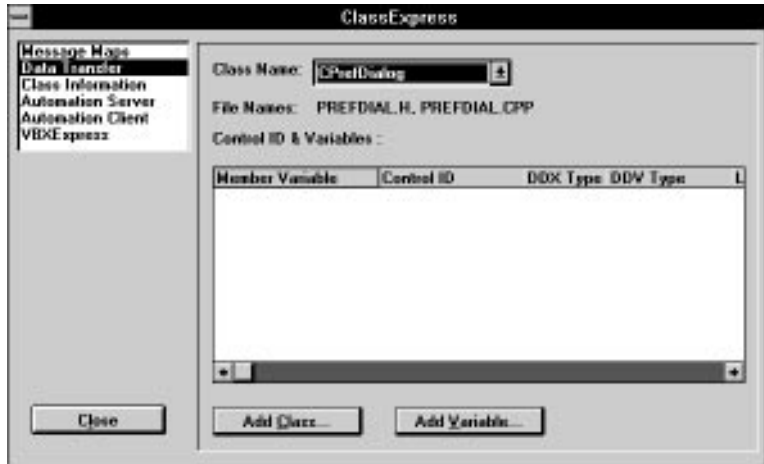 ClassExpress
Message Maps
Data Transfer
Class Information
Automation Server
Automation Client
VBXExpress
Class Name: CPrefDialog
File Names: PREFDIAL.H, PREFDIAL.CPP
Control ID & Variables :
Member Variable Control ID DDX Type DDV Type L
Close
Add Class... Add Variable...